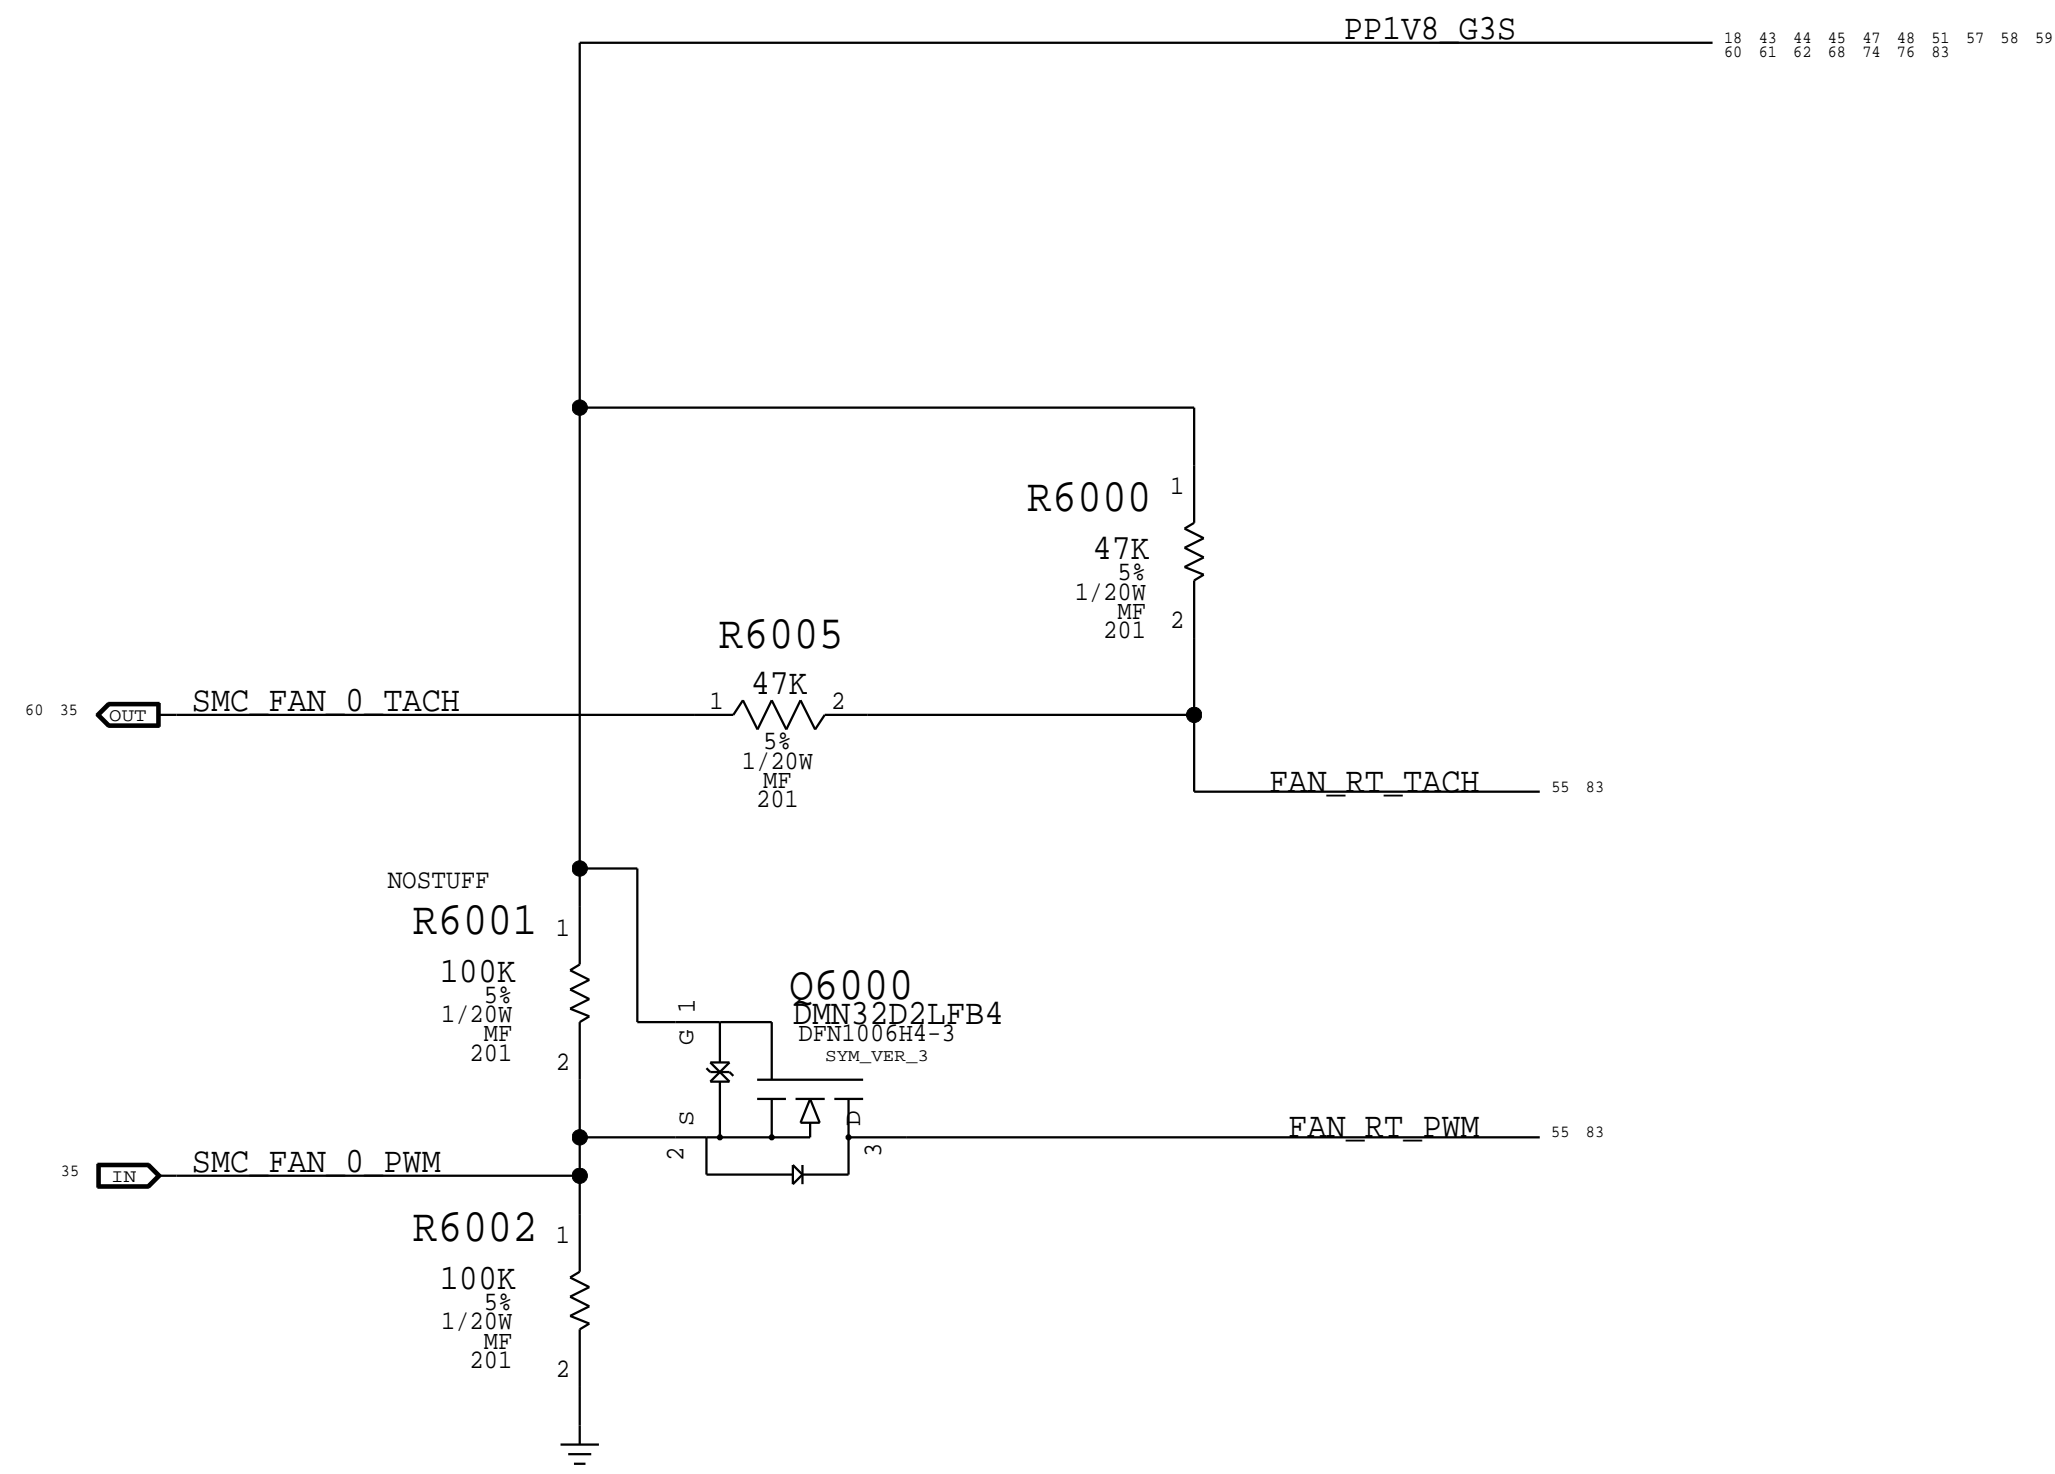 PP1V8_G3S
18 43 44 45 47 48 51 57 58 59
60 61 62 68 74 76 83
R6000
1
47K
5%
1/20W
MF
201
2
R6005
47K
1
2
5%
1/20W
MF
201
60 35
OUT
SMC_FAN_0_TACH
FAN_RT_TACH
55 83
NOSTUFF
R6001
1
100K
5%
1/20W
MF
201
2
Q6000
DMN32D2LFB4
DFN1006H4-3
SYM_VER_3
G 1
S
D
2
3
FAN_RT_PWM
55 83
35
IN
SMC_FAN_0_PWM
R6002
1
100K
5%
1/20W
MF
201
2